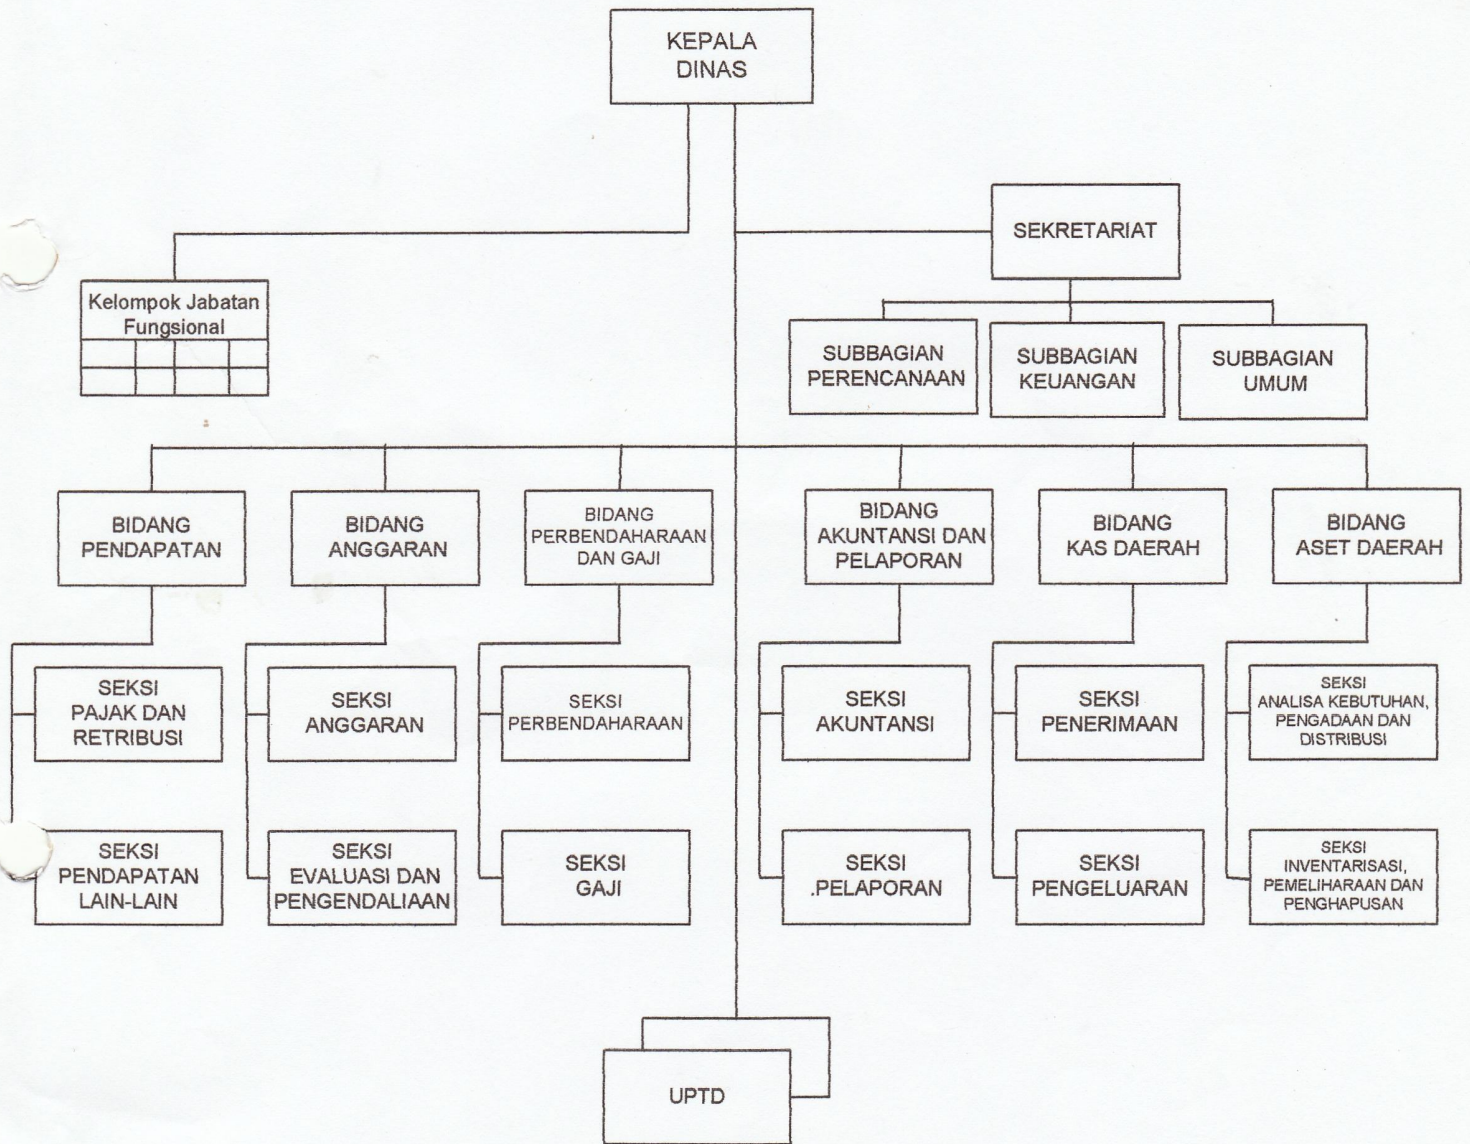 KEPALA
DINAS
SEKRETARIAT
Kelompok Jabatan
Fungsional
SUBBAGIAN
PERENCANAAN
SUBBAGIAN
KEUANGAN
SUBBAGIAN
UMUM
BIDANG
PENDAPATAN
BIDANG
ANGGARAN
BIDANG
PERBENDAHARAAN
DAN GAJI
BIDANG
AKUNTANSI DAN
PELAPORAN
BIDANG
KAS DAERAH
BIDANG
ASET DAERAH
SEKSI
PAJAK DAN
RETRIBUSI
SEKSI
ANGGARAN
SEKSI
PERBENDAHARAAN
SEKSI
AKUNTANSI
SEKSI
PENERIMAAN
SEKSI
ANALISA KEBUTUHAN,
PENGADAAN DAN
DISTRIBUSI
SEKSI
PENDAPATAN
LAIN-LAIN
SEKSI
EVALUASI DAN
PENGENDALIAAN
SEKSI
GAJI
SEKSI
.PELAPORAN
SEKSI
PENGELUARAN
SEKSI
INVENTARISASI,
PEMELIHARAAN DAN
PENGHAPUSAN
UPTD